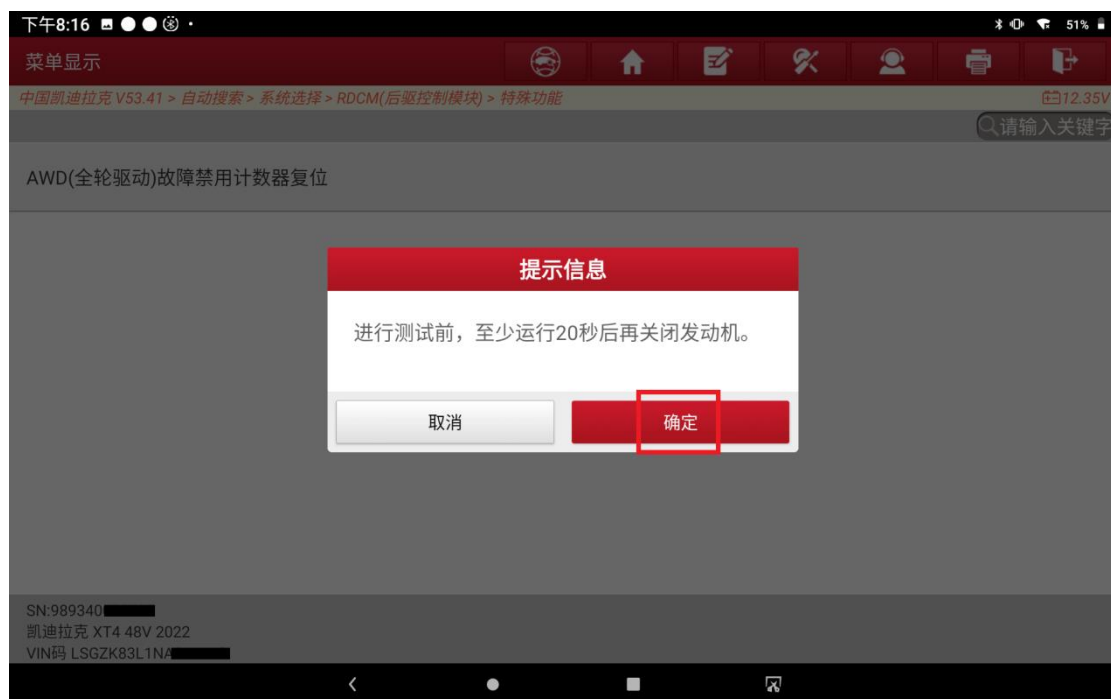 下午8:16
51%
菜单显示
中国凯迪拉克 V53.41 > 自动搜索 > 系统选择 > RDCM(后驱控制模块) > 特殊功能
12.35V
请输入关键字
AWD(全轮驱动)故障禁用计数器复位
提示信息
进行测试前，至少运行20秒后再关闭发动机。
取消
确定
SN:989340
凯迪拉克 XT4 48V 2022
VIN码 LSGZK83L1NA